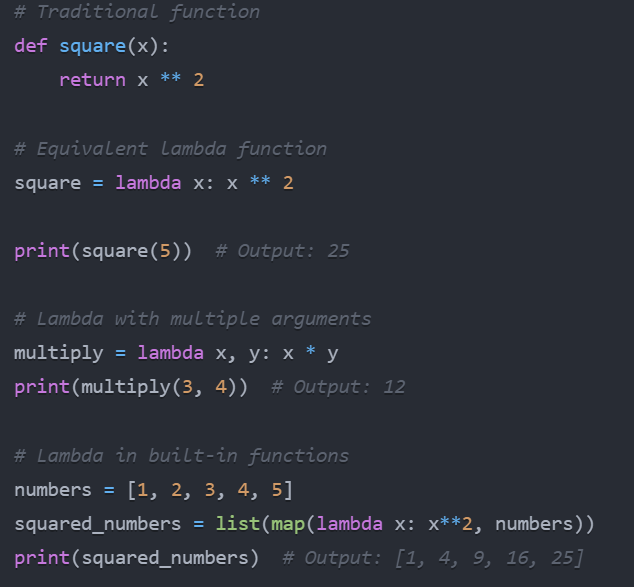 # Traditional function
def square(x):
    return x ** 2

# Equivalent lambda function
square = lambda x: x ** 2

print(square(5))  # Output: 25

# Lambda with multiple arguments
multiply = lambda x, y: x * y
print(multiply(3, 4))  # Output: 12

# Lambda in built-in functions
numbers = [1, 2, 3, 4, 5]
squared_numbers = list(map(lambda x: x**2, numbers))
print(squared_numbers)  # Output: [1, 4, 9, 16, 25]